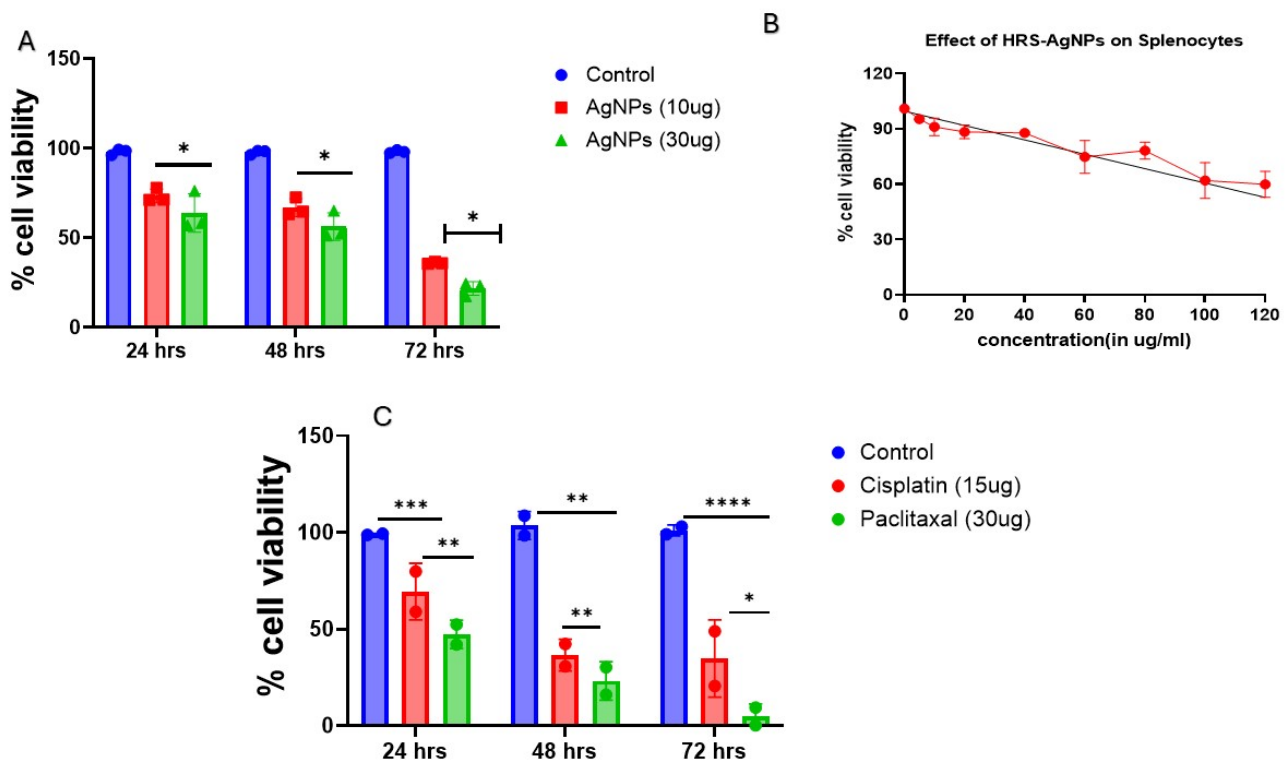 A
150
100
50
0
% cell viability
*
*
*
24 hrs
48 hrs
72 hrs
Control
AgNPs (10ug)
AgNPs (30ug)
B
Effect of HRS-AgNPs on Splenocytes
120
90
60
30
0
% cell viability
0 20 40 60 80 100 120
concentration(in ug/ml)
C
150
100
50
0
% cell viability
***
**
**
**
****
*
24 hrs
48 hrs
72 hrs
Control
Cisplatin (15ug)
Paclitaxal (30ug)